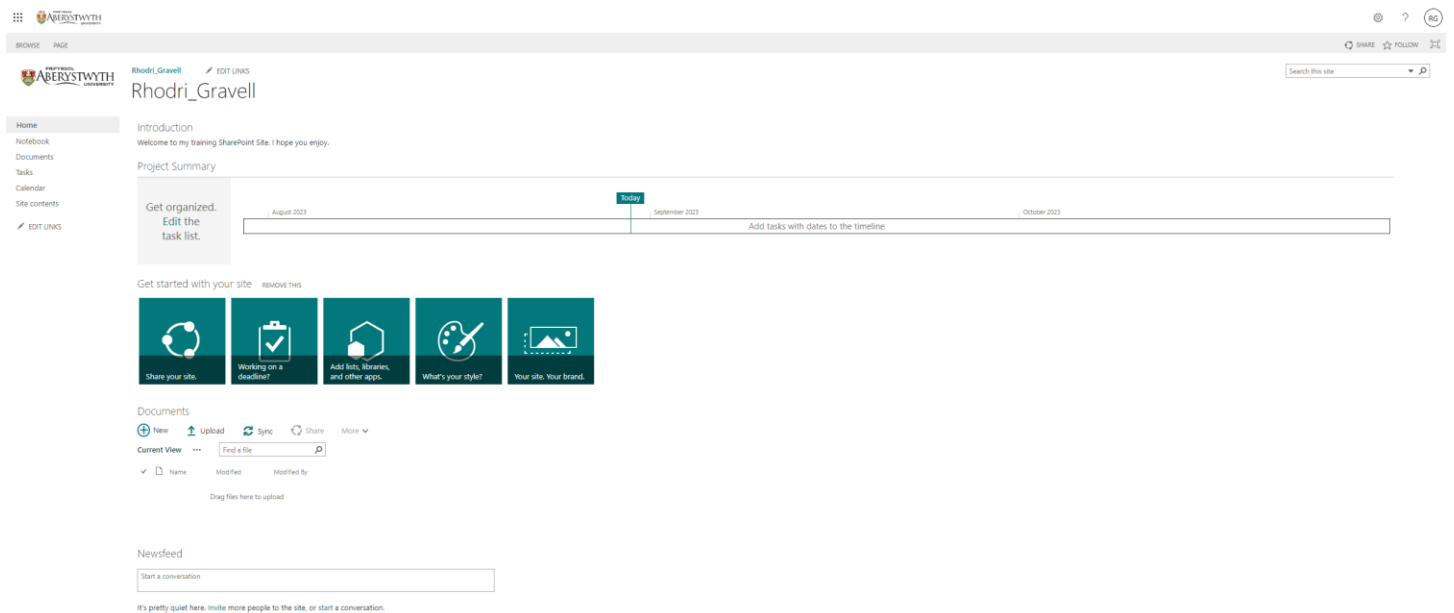 PRIFYSGOL
ABERYSTWYTH
UNIVERSITY
RG
BROWSE PAGE
SHARE FOLLOW
PRIFYSGOL
ABERYSTWYTH
UNIVERSITY
Rhodri_Gravell EDIT LINKS
Search this site
Rhodri_Gravell
Home
Notebook
Documents
Tasks
Calendar
Site contents
EDIT LINKS
Introduction
Welcome to my training SharePoint Site. I hope you enjoy.
Project Summary
Get organized.
Edit the
task list.
Today
August 2023 September 2023 October 2023
Add tasks with dates to the timeline
Get started with your site REMOVE THIS
Share your site.
Working on a
deadline?
Add lists, libraries,
and other apps.
What's your style?
Your site. Your brand.
Documents
New Upload Sync Share More
Current View ··· Find a file
Name Modified Modified By
Drag files here to upload
Newsfeed
Start a conversation
It's pretty quiet here. Invite more people to the site, or start a conversation.